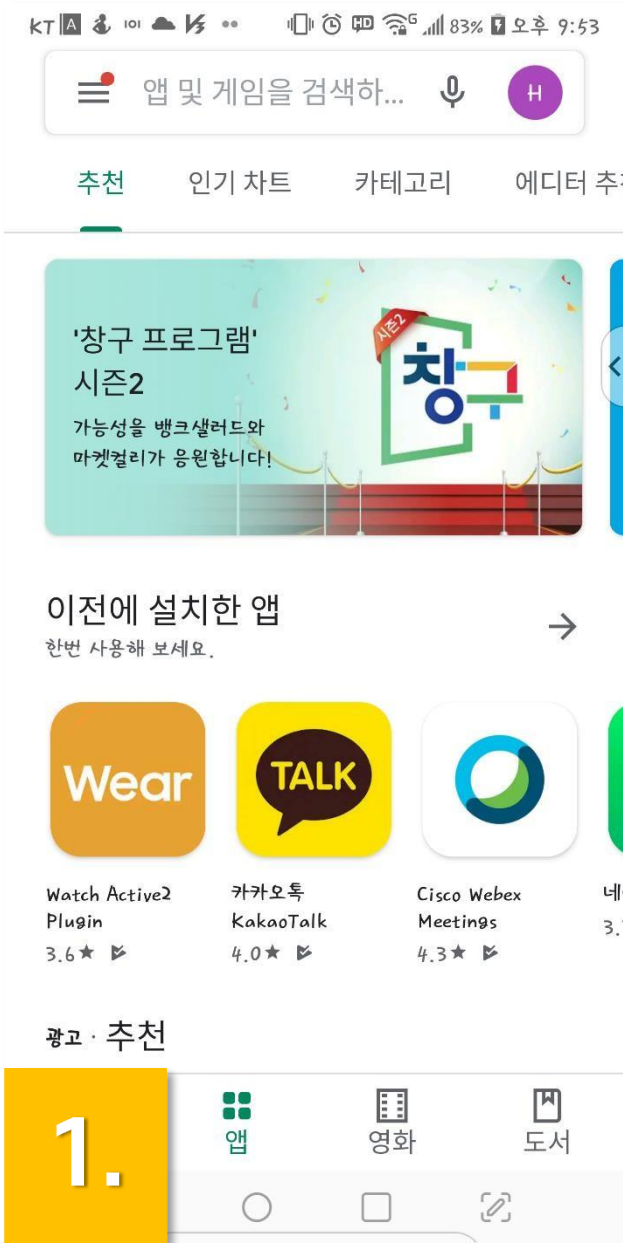 KT A 83% 오후 9:53
앱 및 게임을 검색하... H
추천 인기 차트 카테고리 에디터
'창구 프로그램'
시즌2
가능성을 뱅크샐러드와
마켓컬리가 응원합니다!
시즌2
창구
이전에 설치한 앱
한번 사용해 보세요.
Wear TALK
Watch Active2 Plugin
카카오톡 KakaoTalk
Cisco Webex Meetings
3.6★ 4.0★ 4.3★
광고 · 추천
1.
앱 영화 도서